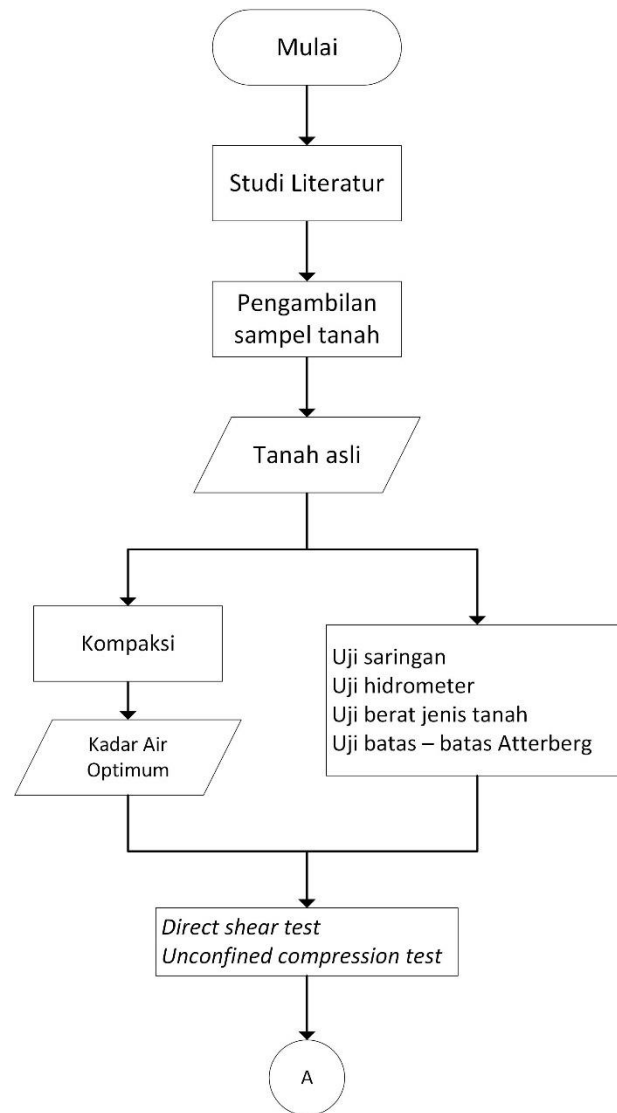 Mulai
Studi Literatur
Pengambilan
sampel tanah
Tanah asli
Kompaksi
Kadar Air
Optimum
Uji saringan
Uji hidrometer
Uji berat jenis tanah
Uji batas – batas Atterberg
Direct shear test
Unconfined compression test
A